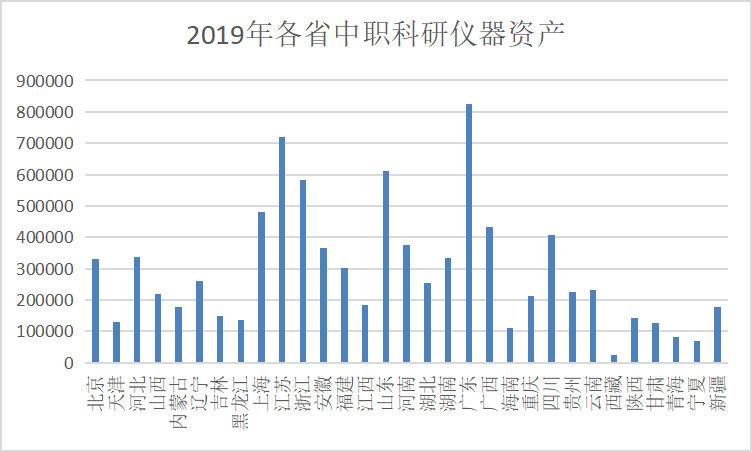 2019年各省中职科研仪器资产
900000
800000
700000
600000
500000
400000
300000
200000
100000
0
北京
天津
河北
山西
内蒙古
辽宁
吉林
黑龙江
上海
江苏
浙江
安徽
福建
江西
山东
河南
湖北
湖南
广东
广西
海南
重庆
四川
贵州
云南
西藏
陕西
甘肃
青海
宁夏
新疆